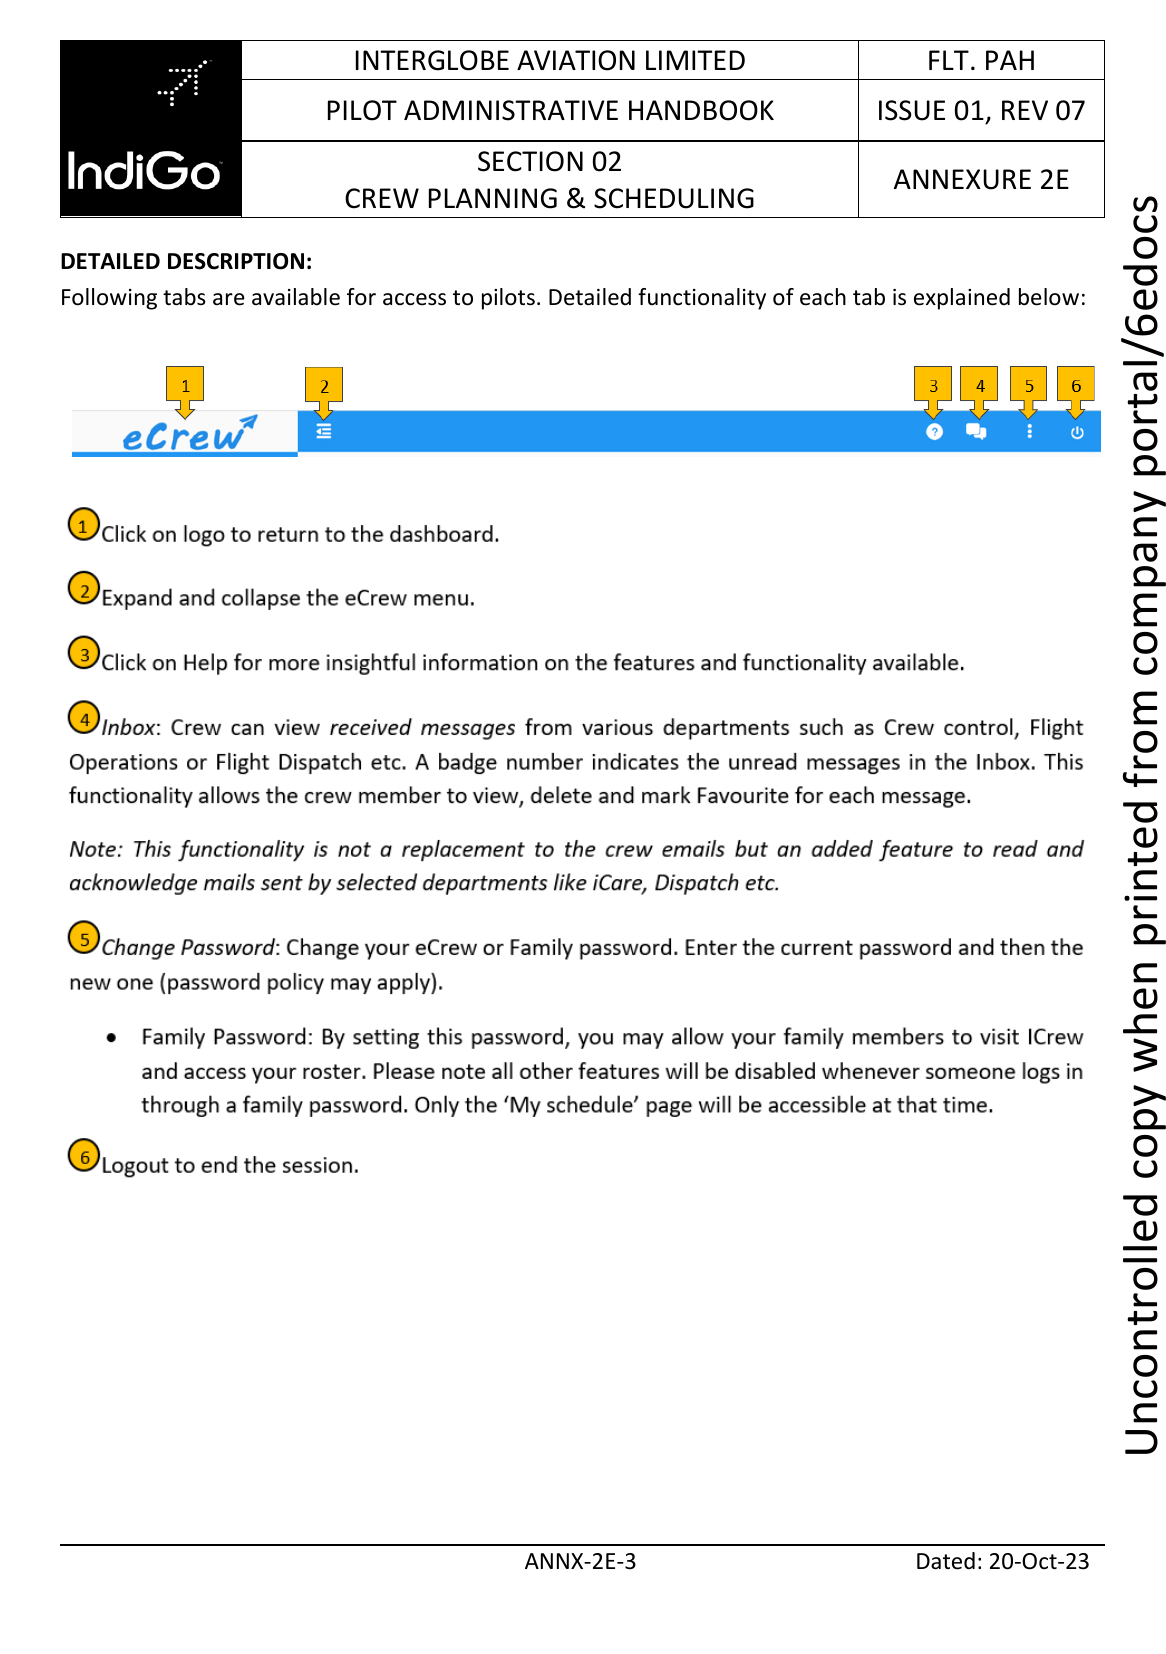 IndiGo
INTERGLOBE AVIATION LIMITED
FLT. PAH
PILOT ADMINISTRATIVE HANDBOOK
ISSUE 01, REV 07
SECTION 02
CREW PLANNING & SCHEDULING
ANNEXURE 2E
DETAILED DESCRIPTION:
Following tabs are available for access to pilots. Detailed functionality of each tab is explained below:
1 2 3 4 5 6
eCrew
1 Click on logo to return to the dashboard.
2 Expand and collapse the eCrew menu.
3 Click on Help for more insightful information on the features and functionality available.
4 Inbox: Crew can view received messages from various departments such as Crew control, Flight
Operations or Flight Dispatch etc. A badge number indicates the unread messages in the Inbox. This
functionality allows the crew member to view, delete and mark Favourite for each message.
Note: This functionality is not a replacement to the crew emails but an added feature to read and
acknowledge mails sent by selected departments like iCare, Dispatch etc.
5 Change Password: Change your eCrew or Family password. Enter the current password and then the
new one (password policy may apply).
• Family Password: By setting this password, you may allow your family members to visit ICrew
and access your roster. Please note all other features will be disabled whenever someone logs in
through a family password. Only the ‘My schedule’ page will be accessible at that time.
6 Logout to end the session.
ANNX-2E-3
Dated: 20-Oct-23
Uncontrolled copy when printed from company portal/6edocs